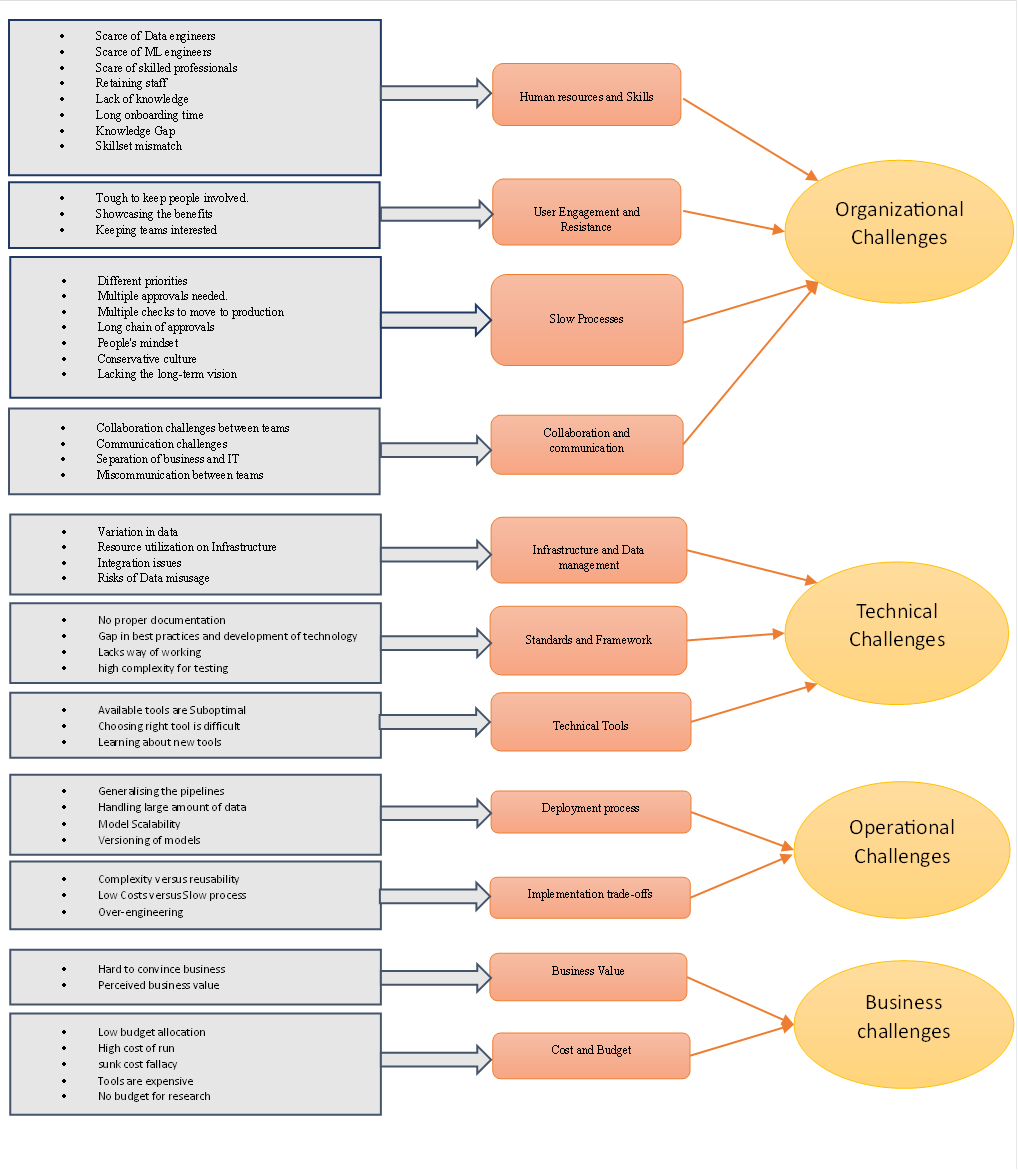 • Scarce of Data engineers
• Scarce of ML engineers
• Scare of skilled professionals
• Retaining staff
• Lack of knowledge
• Long onboarding time
• Knowledge Gap
• Skillset mismatch
Human resources and Skills
• Tough to keep people involved.
• Showcasing the benefits
• Keeping teams interested
User Engagement and
Resistance
• Different priorities
• Multiple approvals needed.
• Multiple checks to move to production
• Long chain of approvals
• People's mindset
• Conservative culture
• Lacking the long-term vision
Slow Processes
• Collaboration challenges between teams
• Communication challenges
• Separation of business and IT
• Miscommunication between teams
Collaboration and
communication
Organizational
Challenges
• Variation in data
• Resource utilization on Infrastructure
• Integration issues
• Risks of Data misusage
Infrastructure and Data
management
• No proper documentation
• Gap in best practices and development of technology
• Lacks way of working
• high complexity for testing
Standards and Framework
• Available tools are Suboptimal
• Choosing right tool is difficult
• Learning about new tools
Technical Tools
Technical
Challenges
• Generalising the pipelines
• Handling large amount of data
• Model Scalability
• Versioning of models
Deployment process
• Complexity versus reusability
• Low Costs versus Slow process
• Over-engineering
Implementation trade-offs
Operational
Challenges
• Hard to convince business
• Perceived business value
Business Value
• Low budget allocation
• High cost of run
• sunk cost fallacy
• Tools are expensive
• No budget for research
Cost and Budget
Business
challenges